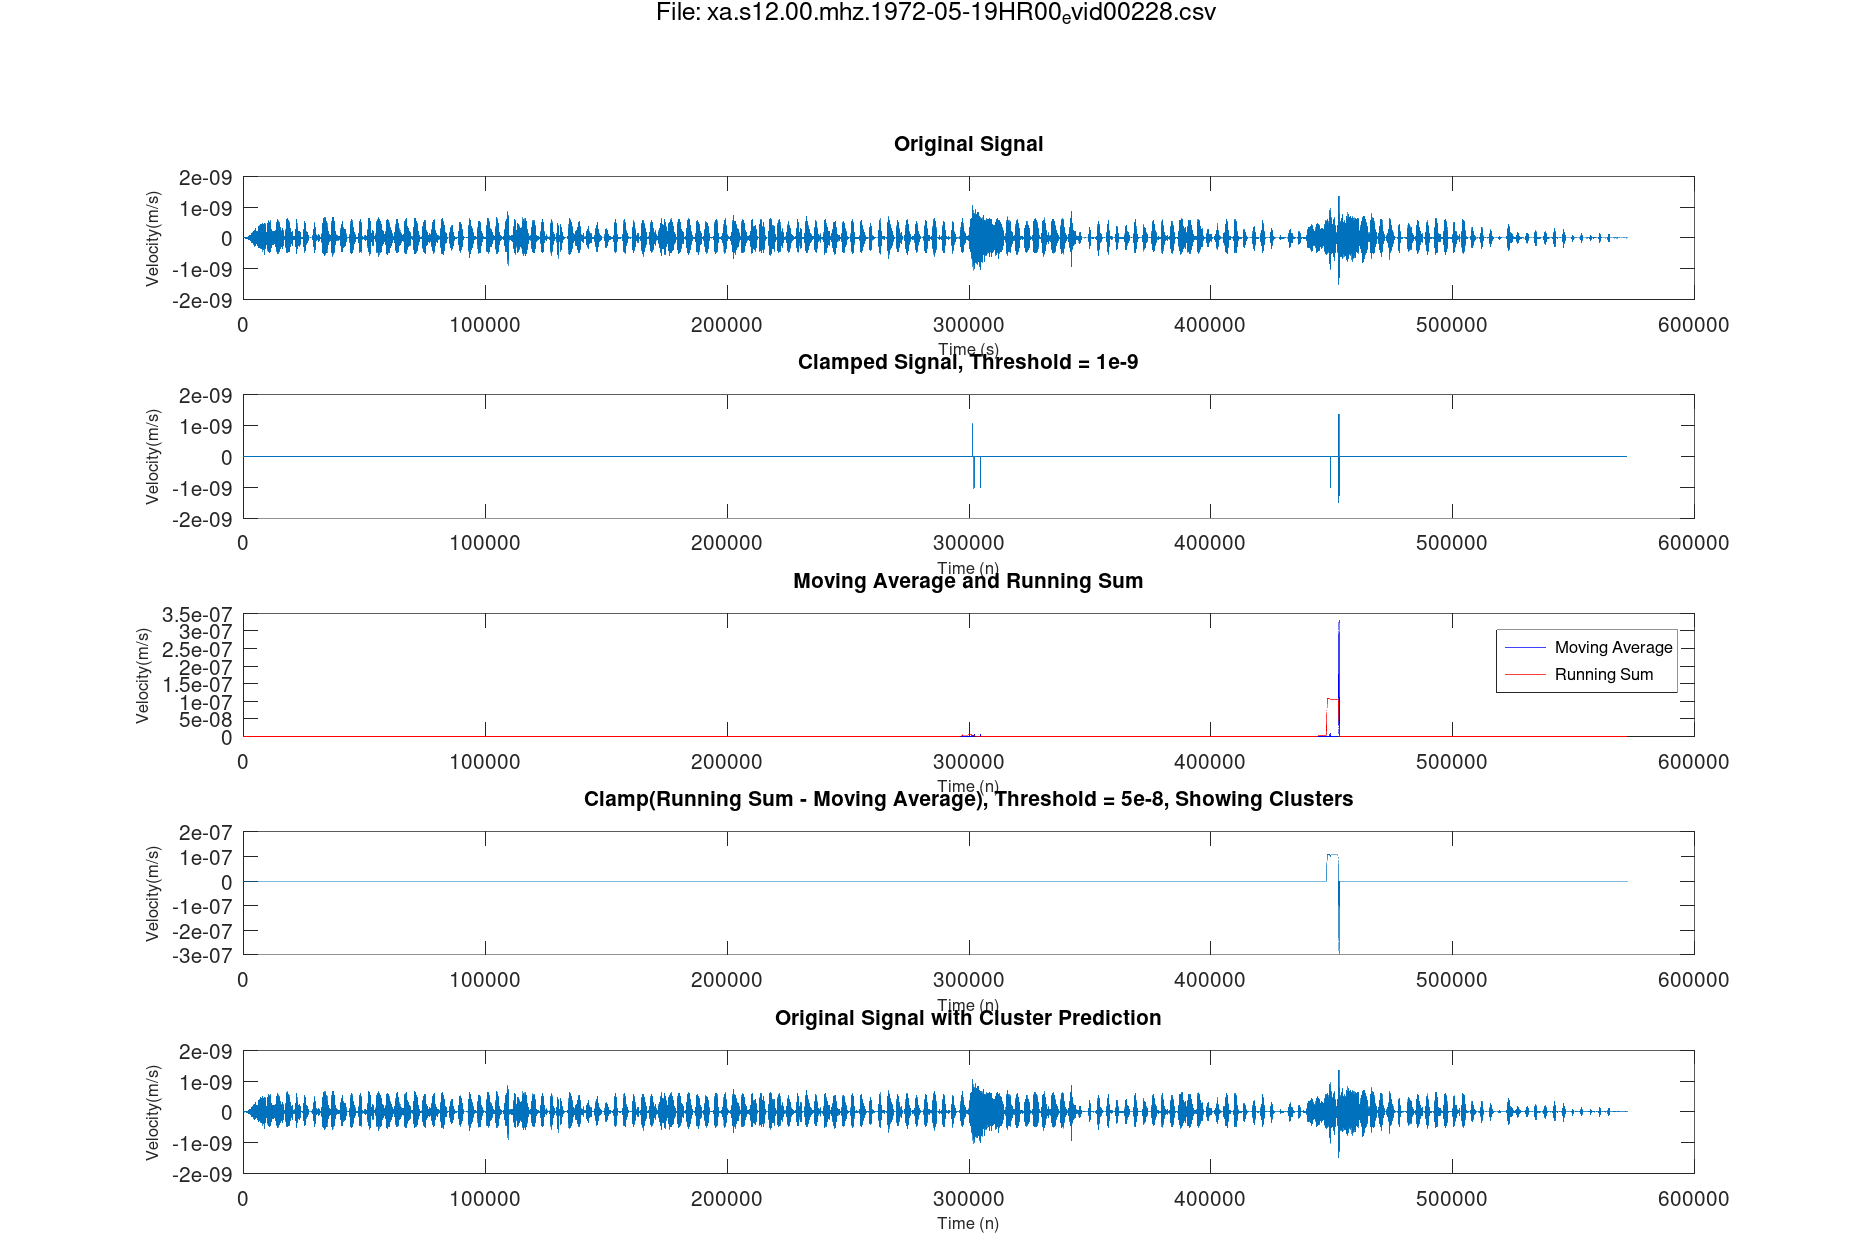 File: xa.s12.00.mhz.1972-05-19HR00evid00228.csv
Original Signal
Velocity(m/s)
2e-09
1e-09
0
-1e-09
-2e-09
0 100000 200000 300000 400000 500000 600000
Time (s)
Clamped Signal, Threshold = 1e-9
Velocity(m/s)
2e-09
1e-09
0
-1e-09
-2e-09
0 100000 200000 300000 400000 500000 600000
Time (n)
Moving Average and Running Sum
Velocity(m/s)
3.5e-07
3e-07
2.5e-07
2e-07
1.5e-07
1e-07
5e-08
0
Moving Average
Running Sum
0 100000 200000 300000 400000 500000 600000
Time (n)
Clamp(Running Sum - Moving Average), Threshold = 5e-8, Showing Clusters
Velocity(m/s)
2e-07
1e-07
0
-1e-07
-2e-07
-3e-07
0 100000 200000 300000 400000 500000 600000
Time (n)
Original Signal with Cluster Prediction
Velocity(m/s)
2e-09
1e-09
0
-1e-09
-2e-09
0 100000 200000 300000 400000 500000 600000
Time (n)